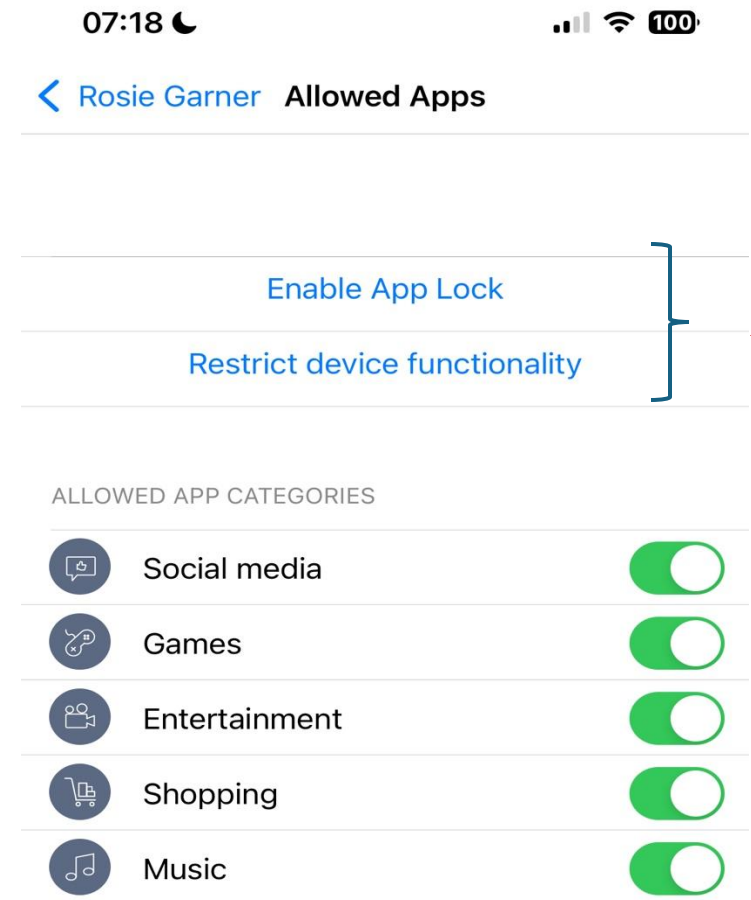 07:18
100
Rosie Garner Allowed Apps
Enable App Lock
Restrict device functionality
ALLOWED APP CATEGORIES
Social media
Games
Entertainment
Shopping
Music